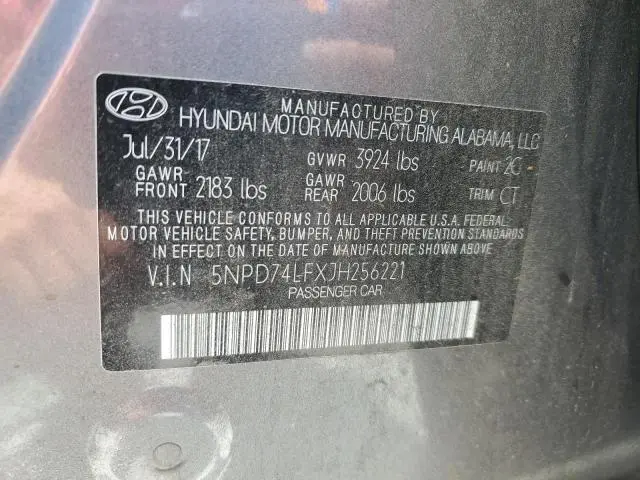 MANUFACTURED BY
HYUNDAI MOTOR MANUFACTURING ALABAMA, LLC
Jul/31/17 GVWR 3924 lbs PAINT 2G
GAWR FRONT 2183 lbs GAWR REAR 2006 lbs TRIM CT
THIS VEHICLE CONFORMS TO ALL APPLICABLE U.S.A. FEDERAL
MOTOR VEHICLE SAFETY, BUMPER, AND THEFT PREVENTION STANDARDS
IN EFFECT ON THE DATE OF MANUFACTURE SHOWN ABOVE.
V.I.N 5NPD74LFXJH256221
PASSENGER CAR